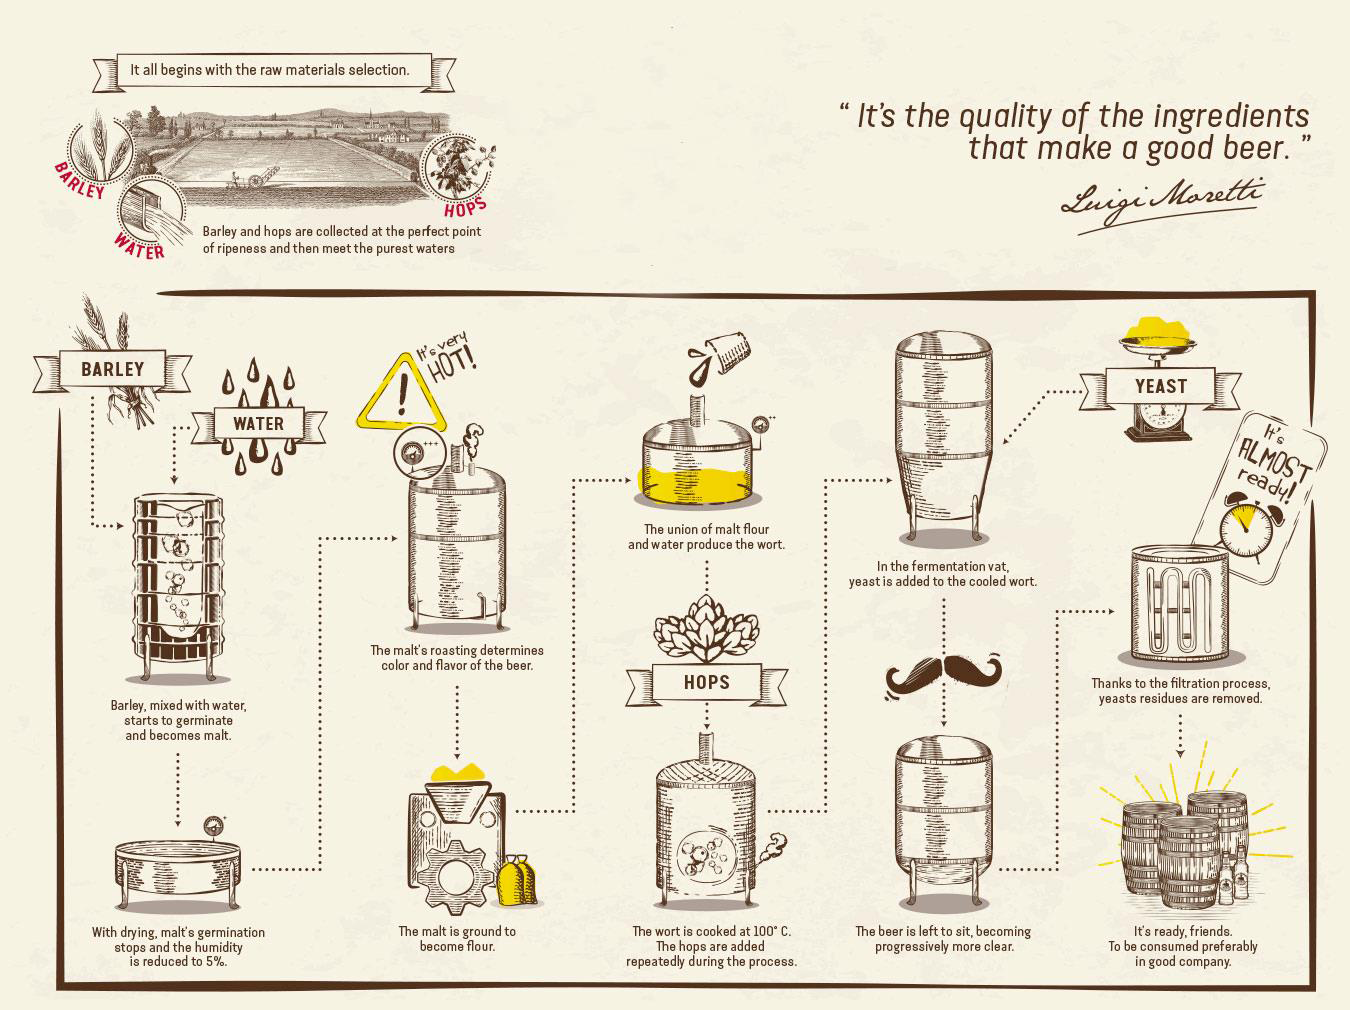 It all begins with the raw materials selection.
BARLEY
WATER
HOPS
Barley and hops are collected at the perfect point
of ripeness and then meet the purest waters
“ It’s the quality of the ingredients
that make a good beer. ”
Luigi Moretti
BARLEY
WATER
Barley, mixed with water,
starts to germinate
and becomes malt.
With drying, malt's germination
stops and the humidity
is reduced to 5%.
It's very
HOT!
!
+++
The malt's roasting determines
color and flavor of the beer.
The malt is ground to
become flour.
++
The union of malt flour
and water produce the wort.
HOPS
The wort is cooked at 100° C.
The hops are added
repeatedly during the process.
In the fermentation vat,
yeast is added to the cooled wort.
The beer is left to sit, becoming
progressively more clear.
YEAST
It's
ALMOST
ready!
Thanks to the filtration process,
yeasts residues are removed.
It's ready, friends.
To be consumed preferably
in good company.